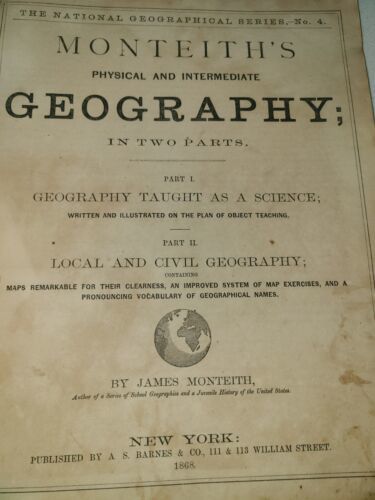 THE NATIONAL GEOGRAPHICAL SERIES, No. 4.
MONTEITH'S
PHYSICAL AND INTERMEDIATE
GEOGRAPHY;
IN TWO PARTS.
PART I.
GEOGRAPHY TAUGHT AS A SCIENCE;
WRITTEN AND ILLUSTRATED ON THE PLAN OF OBJECT TEACHING.
PART II.
LOCAL AND CIVIL GEOGRAPHY;
CONTAINING
MAPS REMARKABLE FOR THEIR CLEARNESS, AN IMPROVED SYSTEM OF MAP EXERCISES, AND A
PRONOUNCING VOCABULARY OF GEOGRAPHICAL NAMES.
BY JAMES MONTEITH,
Author of a Series of School Geographies and a Juvenile History of the United States.
NEW YORK:
PUBLISHED BY A. S. BARNES & CO., 111 & 113 WILLIAM STREET.
1868.